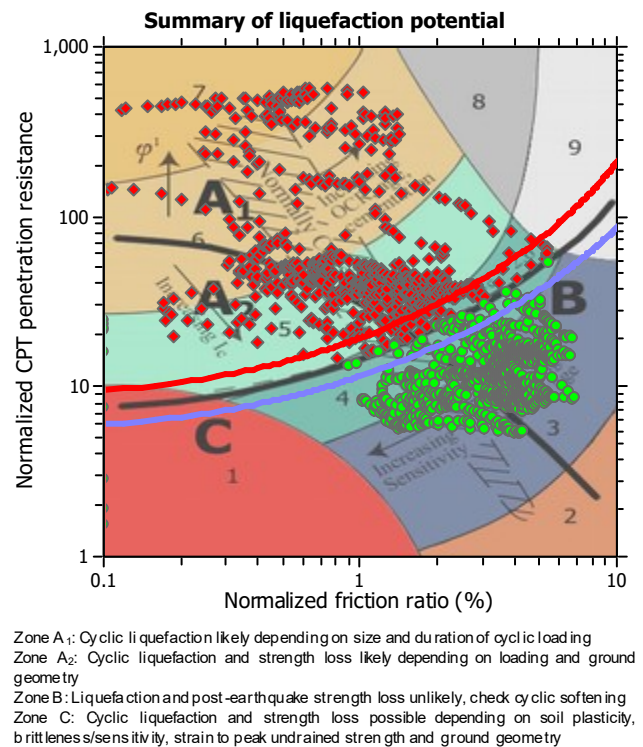 Summary of liquefaction potential
1,000
100
10
1
Normalized CPT penetration resistance
7
8
9
φ'
A1
6
A2
5
Normally C
Increasing Ic
B
4
C
3
1
Increasing
Sensitivity
2
0.1
1
10
Normalized friction ratio (%)
Zone A1: Cyclic liquefaction likely depending on size and duration of cyclic loading
Zone A2: Cyclic liquefaction and strength loss likely depending on loading and ground
geometry
Zone B: Liquefaction and post-earthquake strength loss unlikely, check cyclic softening
Zone C: Cyclic liquefaction and strength loss possible depending on soil plasticity,
brittleness/sensitivity, strain to peak undrained strength and ground geometry